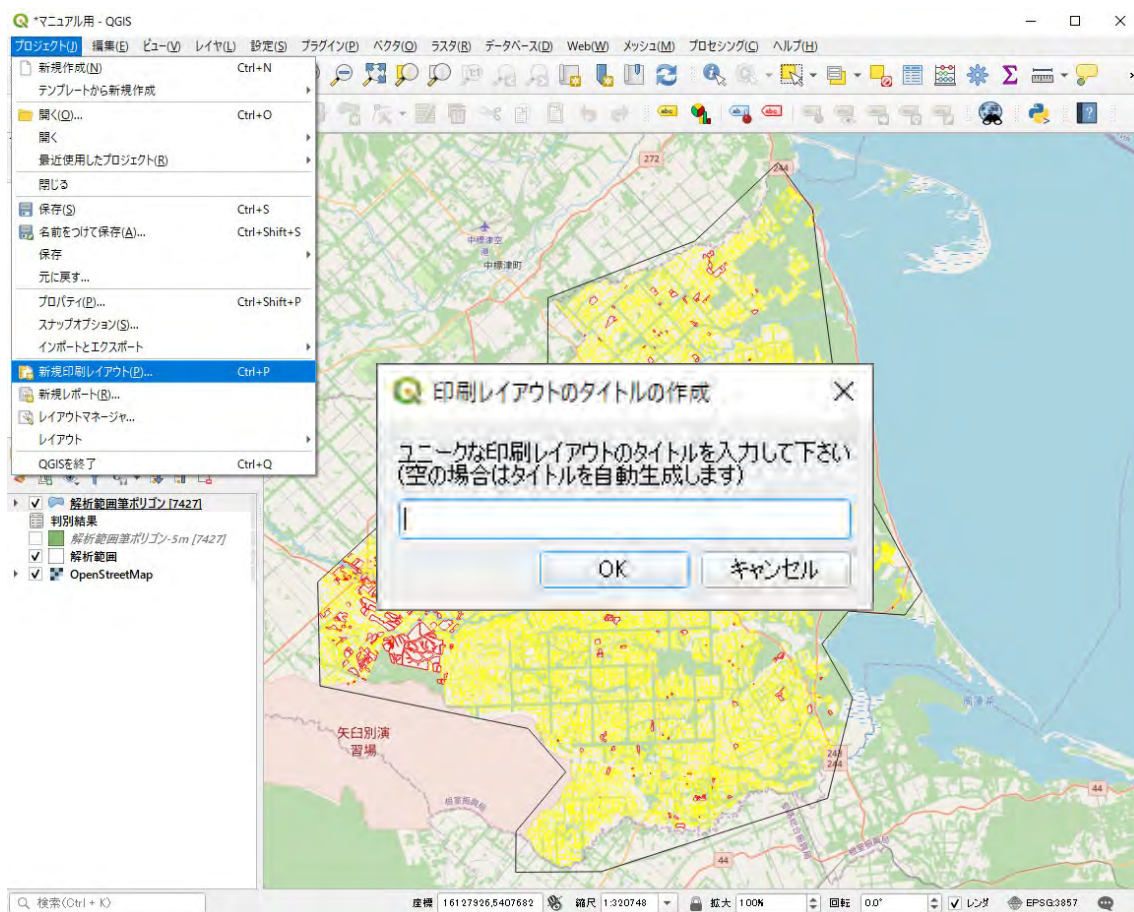 *マニュアル用 - QGIS
プロジェクト(J) 編集(E) ビュー(V) レイヤ(L) 設定(S) プラグイン(P) ベクタ(O) ラスタ(R) データベース(D) Web(W) メッシュ(M) プロセシング(C) ヘルプ(H)
新規作成(N) Ctrl+N
テンプレートから新規作成
開く(O)... Ctrl+O
開く
最近使用したプロジェクト(R)
閉じる
保存(S) Ctrl+S
名前をつけて保存(A)... Ctrl+Shift+S
保存
元に戻す...
プロパティ(P)... Ctrl+Shift+P
スナップオプション(S)...
インポートとエクスポート
新規印刷レイアウト(P)... Ctrl+P
新規レポート(R)...
レイアウトマネージャ...
レイアウト
QGISを終了 Ctrl+Q
abc
abc
272
244
中標津空
港
中標津町
印刷レイアウトのタイトルの作成
ユニークな印刷レイアウトのタイトルを入力して下さい
(空の場合はタイトルを自動生成します)
OK キャンセル
解析範囲筆ポリゴン [7427]
判別結果
解析範囲筆ポリゴン-5m [7427]
解析範囲
OpenStreetMap
矢臼別演
習場
根室振興局
風蓮湖
243
244
44
44
検索(Ctrl + K) 座標 16127926,5407682 縮尺 1:320748 拡大 100% 回転 0.0° レンダ EPSG:3857